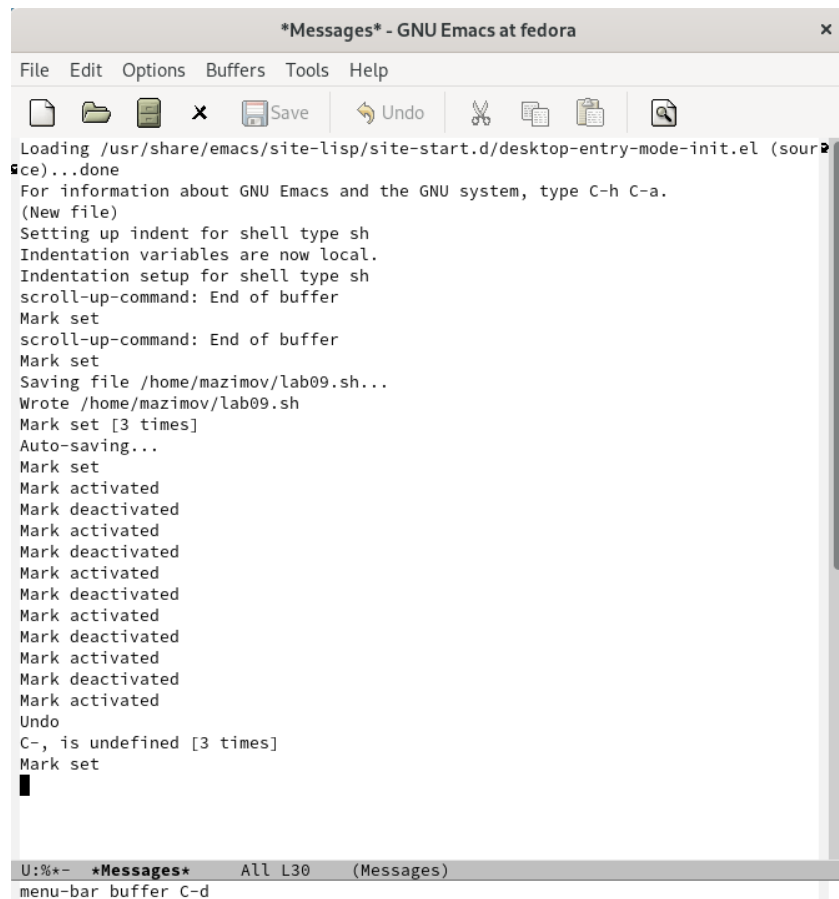 *Messages* - GNU Emacs at fedora
File Edit Options Buffers Tools Help
Save Undo
Loading /usr/share/emacs/site-lisp/site-start.d/desktop-entry-mode-init.el (sour
ce)...done
For information about GNU Emacs and the GNU system, type C-h C-a.
(New file)
Setting up indent for shell type sh
Indentation variables are now local.
Indentation setup for shell type sh
scroll-up-command: End of buffer
Mark set
scroll-up-command: End of buffer
Mark set
Saving file /home/mazimov/lab09.sh...
Wrote /home/mazimov/lab09.sh
Mark set [3 times]
Auto-saving...
Mark set
Mark activated
Mark deactivated
Mark activated
Mark deactivated
Mark activated
Mark deactivated
Mark activated
Mark deactivated
Mark activated
Mark deactivated
Mark activated
Undo
C-, is undefined [3 times]
Mark set
U:%*- *Messages* All L30 (Messages)
menu-bar buffer C-d